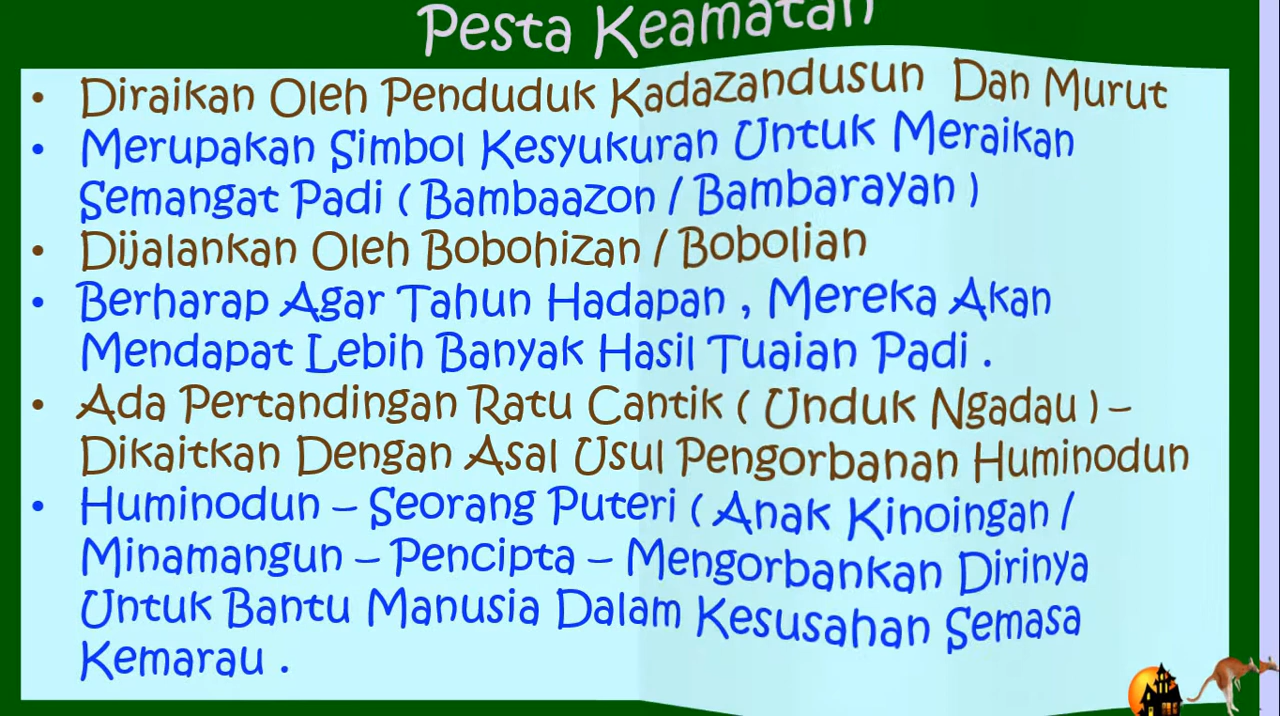 Pesta Keamatan
• Diraikan Oleh Penduduk Kadazandusun Dan Murut
• Merupakan Simbol Kesyukuran Untuk Meraikan
Semangat Padi ( Bambaazon / Bambarayan )
• Dijalankan Oleh Bobohizan / Bobolian
• Berharap Agar Tahun Hadapan , Mereka Akan
Mendapat Lebih Banyak Hasil Tuaian Padi .
• Ada Pertandingan Ratu Cantik ( Unduk Ngadau ) –
Dikaitkan Dengan Asal Usul Pengorbanan Huminodun
• Huminodun – Seorang Puteri ( Anak Kinoingan /
Minamangun – Pencipta – Mengorbankan Dirinya
Untuk Bantu Manusia Dalam Kesusahan Semasa
Kemarau .